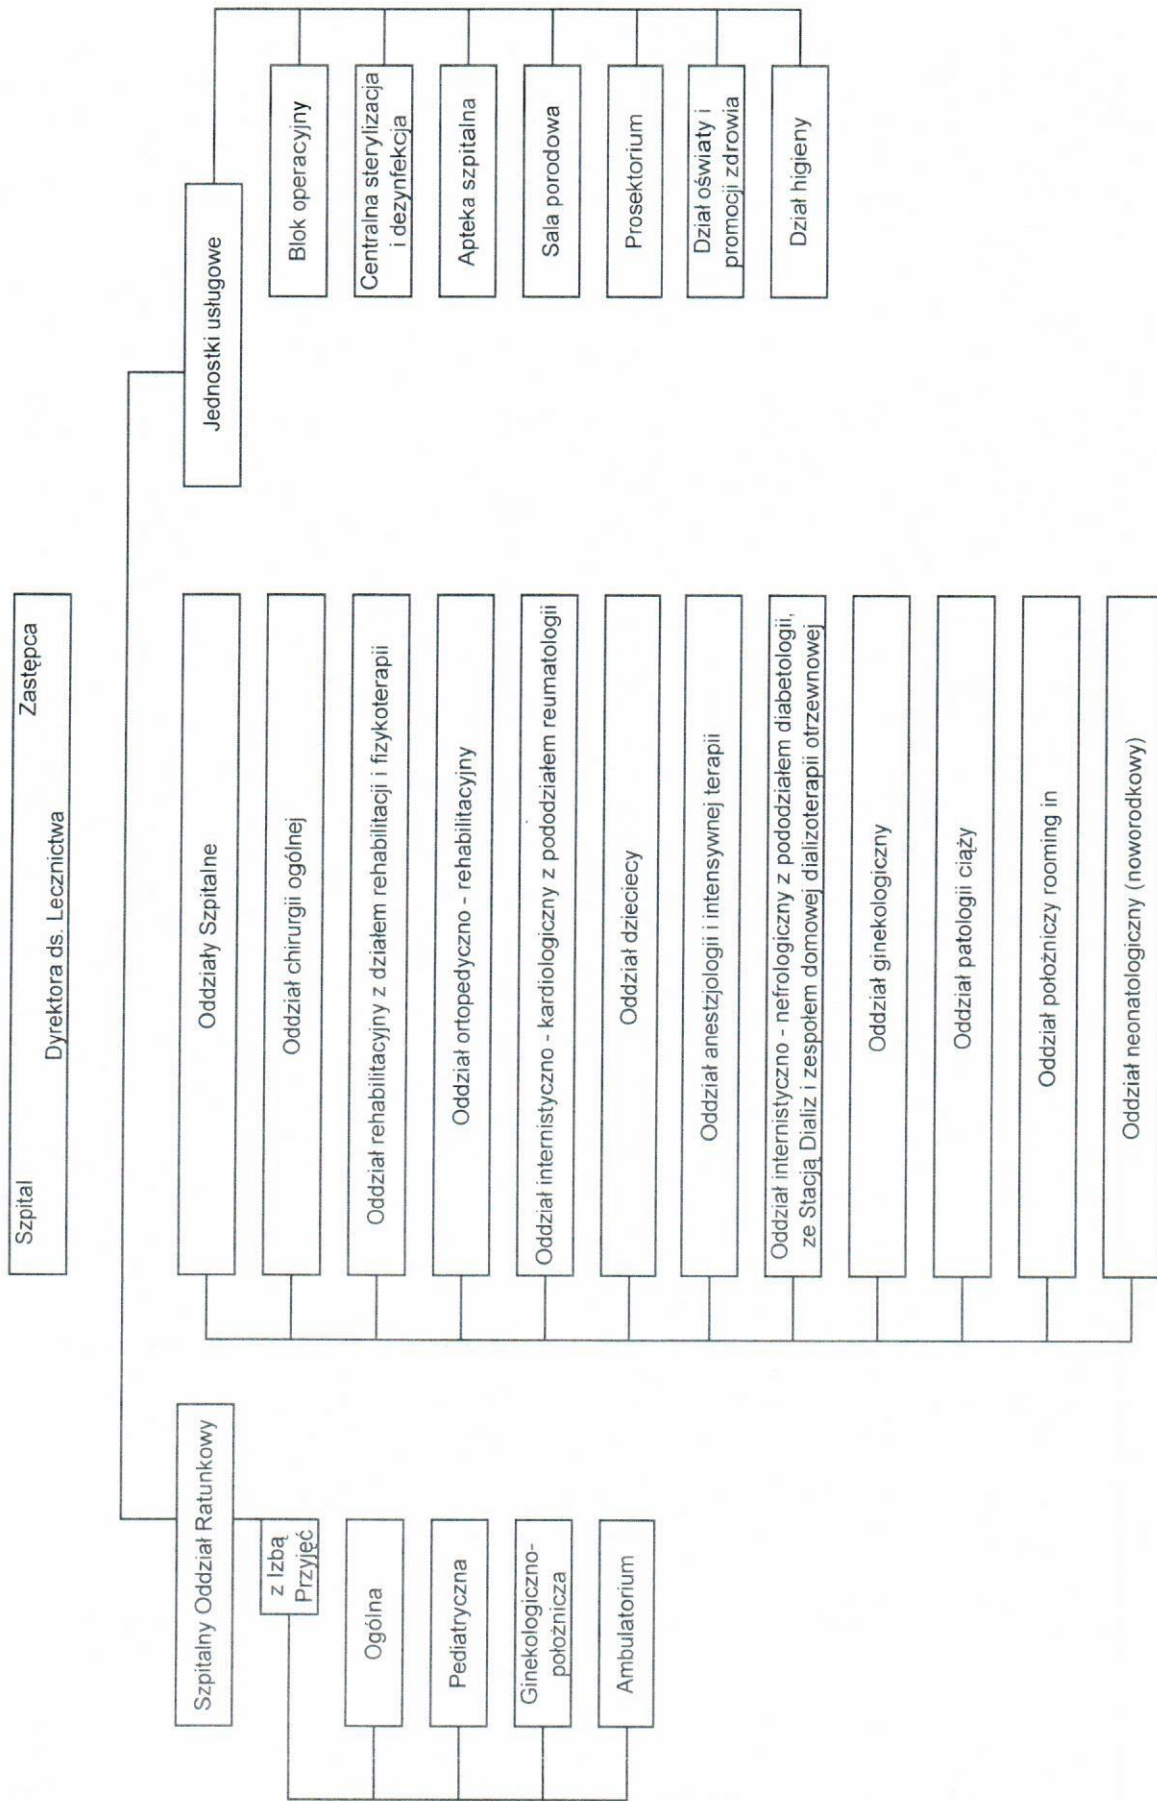 Szpital Zastępca
Dyrektora ds. Lecznictwa
Szpitalny Oddział Ratunkowy
z Izbą
Przyjęć
Ogólna
Pediatryczna
Ginekologiczno-
położnicza
Ambulatorium
Oddziały Szpitalne
Oddział chirurgii ogólnej
Oddział rehabilitacyjny z działem rehabilitacji i fizykoterapii
Oddział ortopedyczno - rehabilitacyjny
Oddział internistyczno - kardiologiczny z pododziałem reumatologii
Oddział dzieciecy
Oddział anestzjologii i intensywnej terapii
Oddział internistyczno - nefrologiczny z pododziałem diabetologii,
ze Stacją Dializ i zespołem domowej dializoterapii otrzewnowej
Oddział ginekologiczny
Oddział patologii ciąży
Oddział położniczy rooming in
Oddział neonatologiczny (noworodkowy)
Jednostki usługowe
Blok operacyjny
Centralna sterylizacja
i dezynfekcja
Apteka szpitalna
Sala porodowa
Prosektorium
Dział oświaty i
promocji zdrowia
Dział higieny